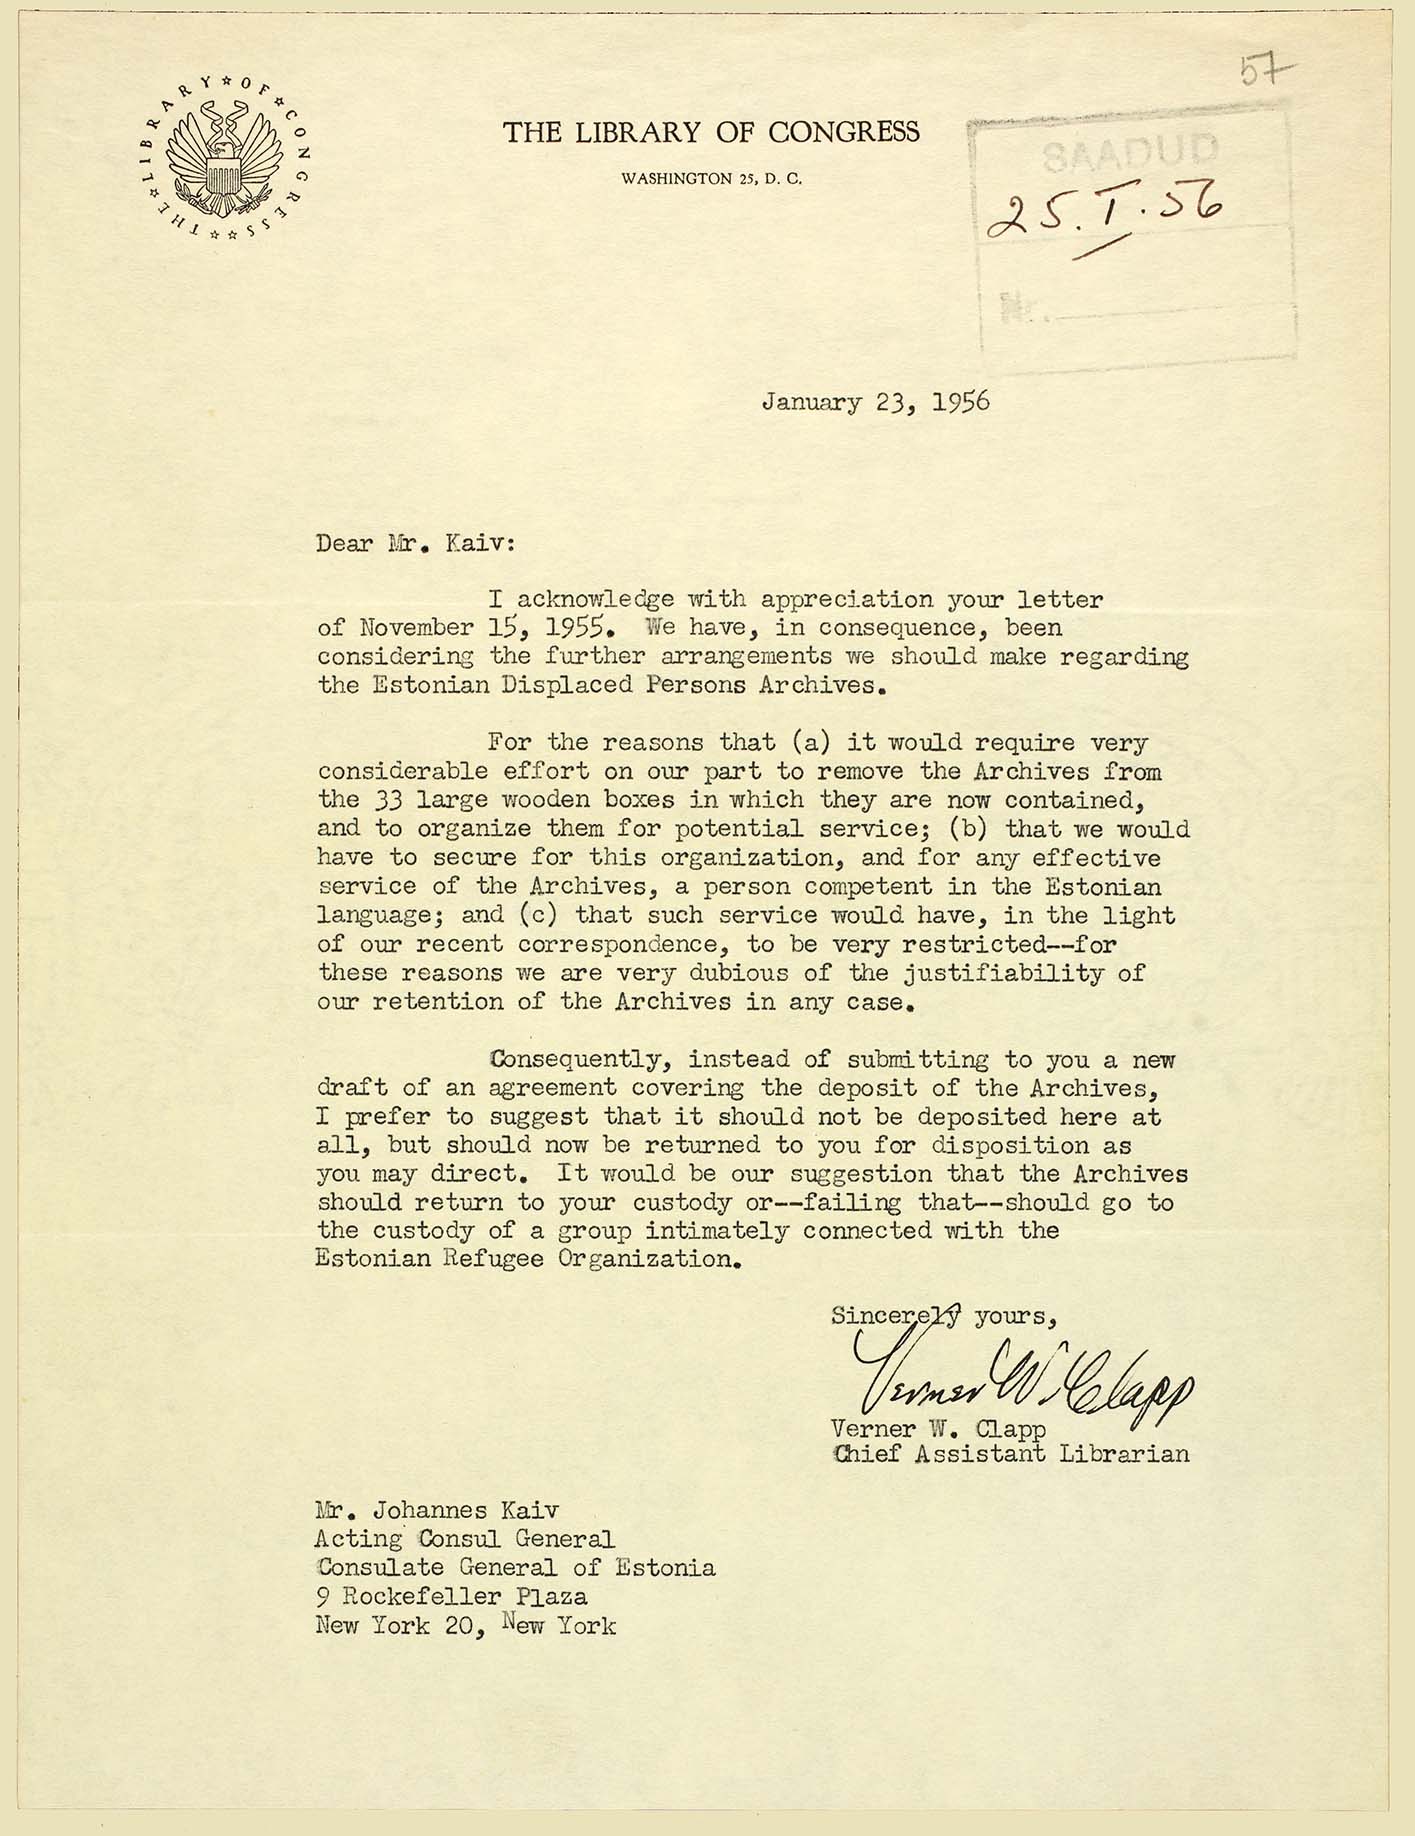 57
THE LIBRARY OF CONGRESS
THE LIBRARY OF CONGRESS
WASHINGTON 25, D. C.
SAADUD
25. I. 56
Nr.
January 23, 1956
Dear Mr. Kaiv:
I acknowledge with appreciation your letter
of November 15, 1955. We have, in consequence, been
considering the further arrangements we should make regarding
the Estonian Displaced Persons Archives.
For the reasons that (a) it would require very
considerable effort on our part to remove the Archives from
the 33 large wooden boxes in which they are now contained,
and to organize them for potential service; (b) that we would
have to secure for this organization, and for any effective
service of the Archives, a person competent in the Estonian
language; and (c) that such service would have, in the light
of our recent correspondence, to be very restricted--for
these reasons we are very dubious of the justifiability of
our retention of the Archives in any case.
Consequently, instead of submitting to you a new
draft of an agreement covering the deposit of the Archives,
I prefer to suggest that it should not be deposited here at
all, but should now be returned to you for disposition as
you may direct. It would be our suggestion that the Archives
should return to your custody or--failing that--should go to
the custody of a group intimately connected with the
Estonian Refugee Organization.
Sincerely yours,
Verner W. Clapp
Verner W. Clapp
Chief Assistant Librarian
Mr. Johannes Kaiv
Acting Consul General
Consulate General of Estonia
9 Rockefeller Plaza
New York 20, New York